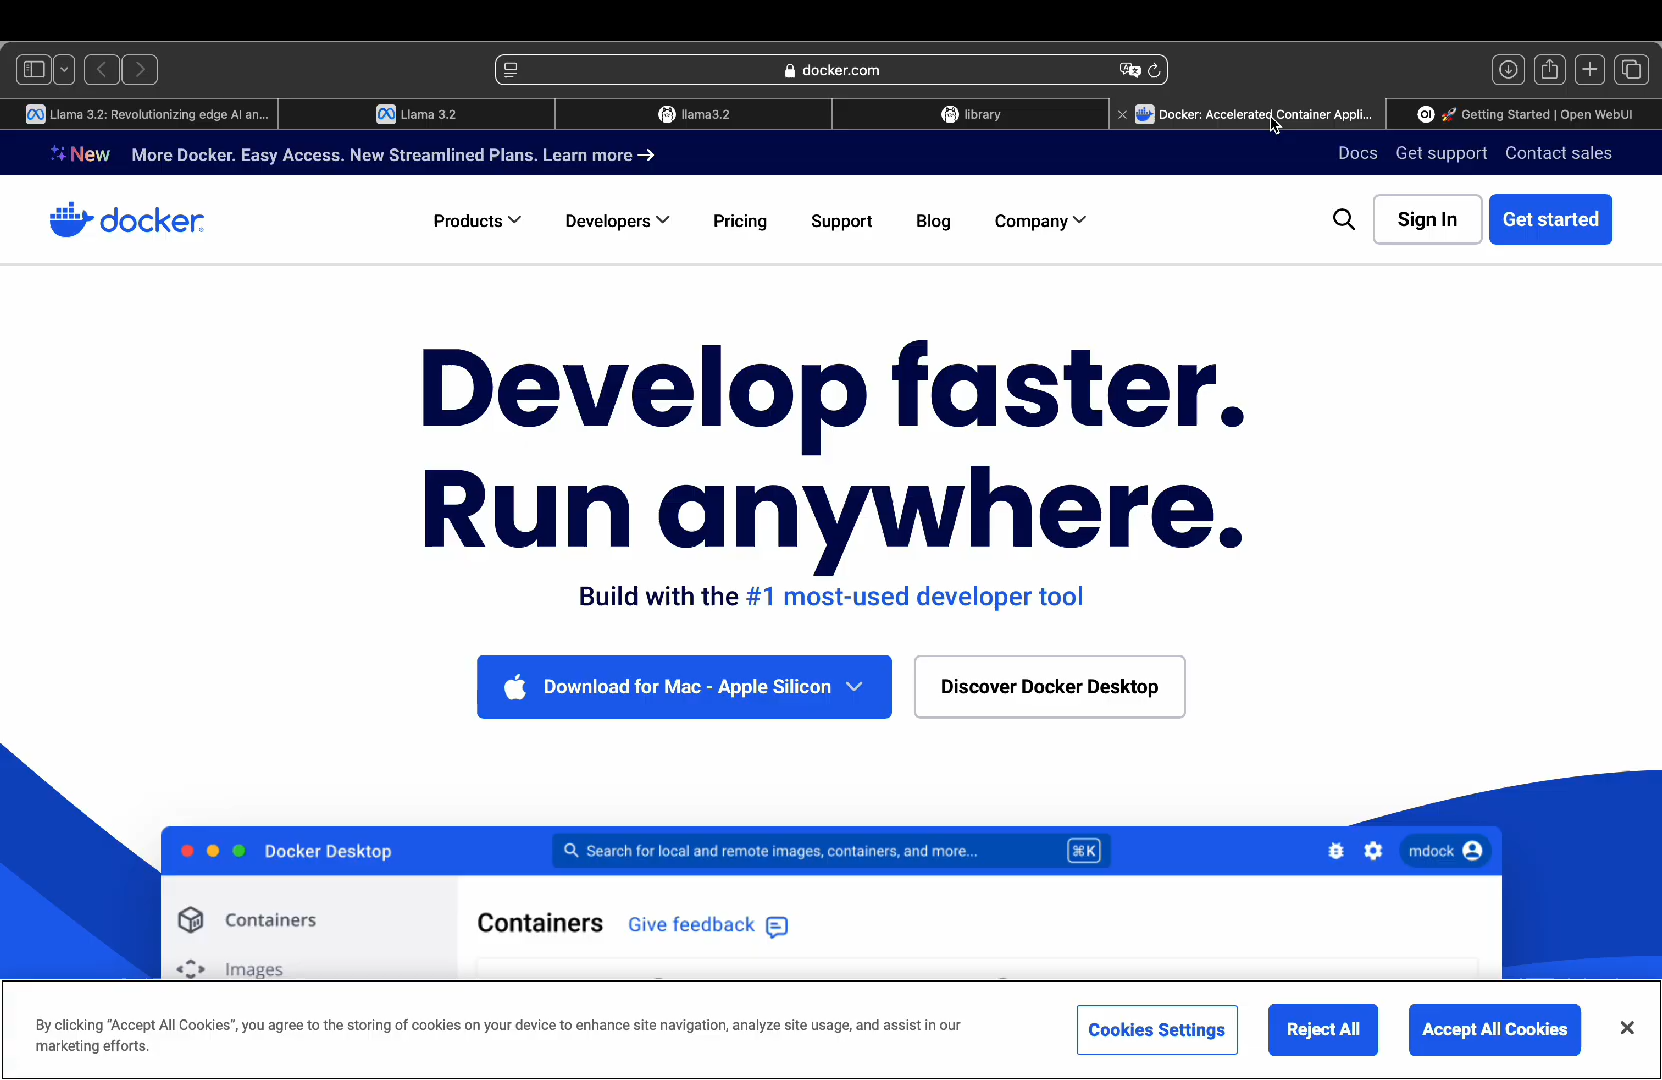 docker.com
Llama 3.2: Revolutionizing edge AI an...
Llama 3.2
llama3.2
library
Docker: Accelerated Container Appli...
🚀 Getting Started | Open WebUI
New More Docker. Easy Access. New Streamlined Plans. Learn more →
Docs Get support Contact sales
docker
Products Developers Pricing Support Blog Company
Sign In Get started
Develop faster.
Run anywhere.
Build with the #1 most-used developer tool
Download for Mac - Apple Silicon
Discover Docker Desktop
Docker Desktop
Search for local and remote images, containers, and more...
⌘K
mdock
Containers
Images
Containers Give feedback
By clicking “Accept All Cookies”, you agree to the storing of cookies on your device to enhance site navigation, analyze site usage, and assist in our
marketing efforts.
Cookies Settings Reject All Accept All Cookies